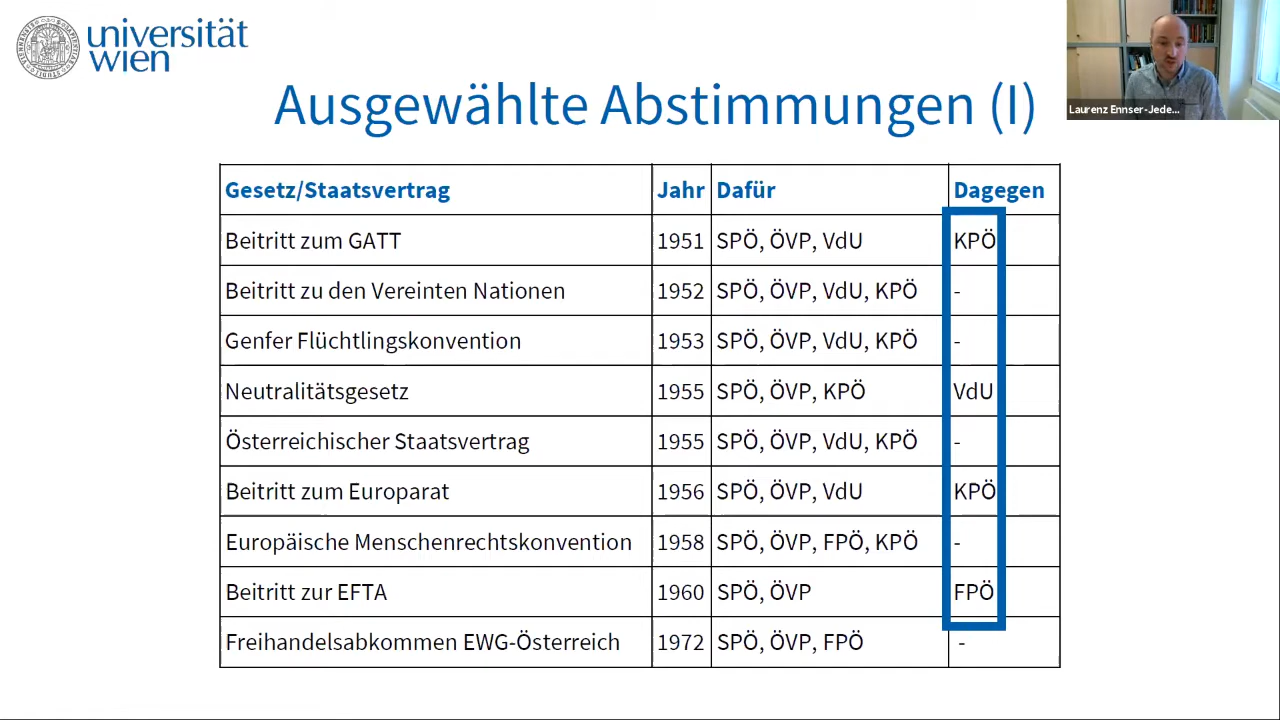 universität
wien
Laurenz Ennser-Jede...
Ausgewählte Abstimmungen (I)
Gesetz/Staatsvertrag Jahr Dafür Dagegen
Beitritt zum GATT 1951 SPÖ, ÖVP, VdU KPÖ
Beitritt zu den Vereinten Nationen 1952 SPÖ, ÖVP, VdU, KPÖ -
Genfer Flüchtlingskonvention 1953 SPÖ, ÖVP, VdU, KPÖ -
Neutralitätsgesetz 1955 SPÖ, ÖVP, KPÖ VdU
Österreichischer Staatsvertrag 1955 SPÖ, ÖVP, VdU, KPÖ -
Beitritt zum Europarat 1956 SPÖ, ÖVP, VdU KPÖ
Europäische Menschenrechtskonvention 1958 SPÖ, ÖVP, FPÖ, KPÖ -
Beitritt zur EFTA 1960 SPÖ, ÖVP FPÖ
Freihandelsabkommen EWG-Österreich 1972 SPÖ, ÖVP, FPÖ -